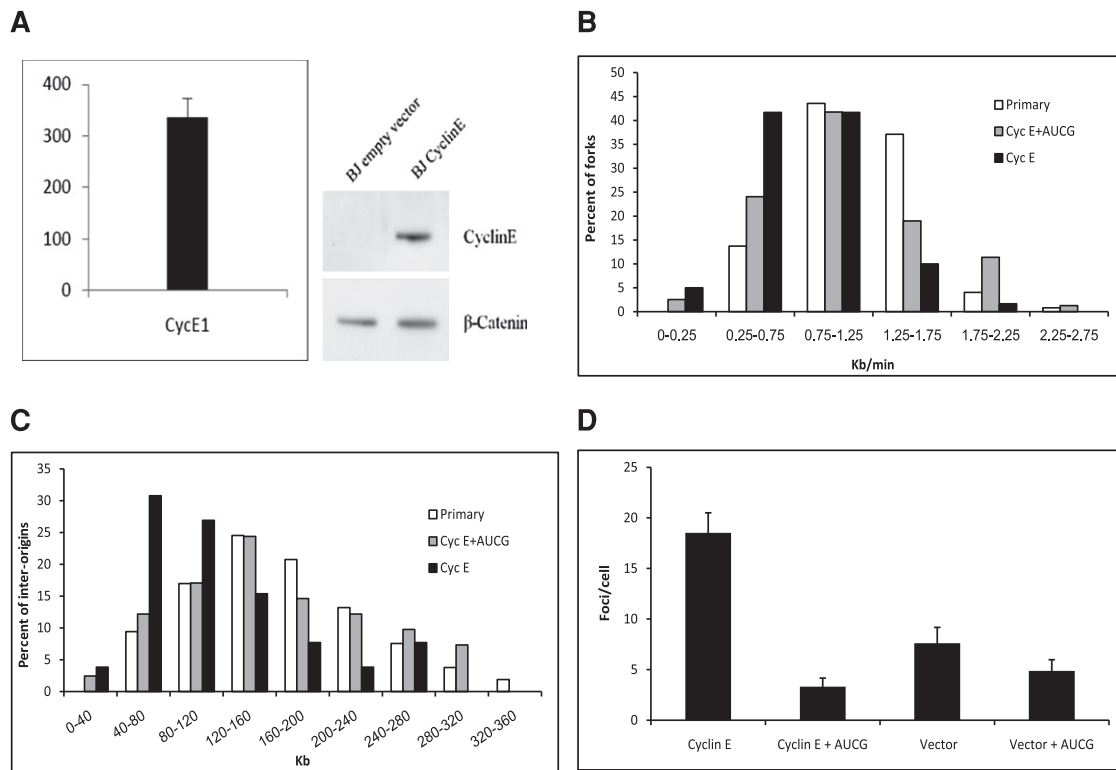 A
400
300
200
100
0
CycE1
BJ empty vector
BJ CyclinE
CyclinE
β-Catenin
B
50
45
40
35
30
25
20
15
10
5
0
Percent of forks
Primary
Cyc E+AUCG
Cyc E
0-0.25
0.25-0.75
0.75-1.25
1.25-1.75
1.75-2.25
2.25-2.75
Kb/min
C
35
30
25
20
15
10
5
0
Percent of inter-origins
Primary
Cyc E+AUCG
Cyc E
0-40
40-80
80-120
120-160
160-200
200-240
240-280
280-320
320-360
Kb
D
25
20
15
10
5
0
Foci/cell
Cyclin E
Cyclin E + AUCG
Vector
Vector + AUCG